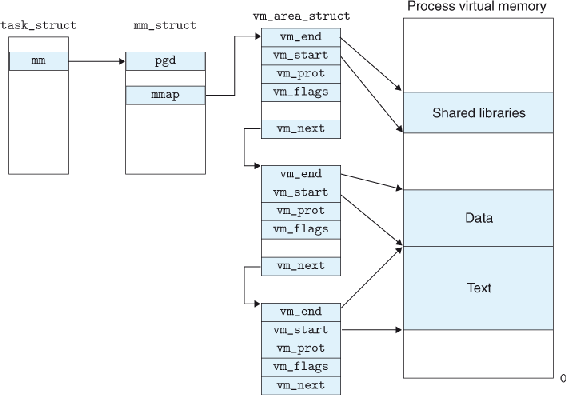 Process virtual memory
task_struct
mm
mm_struct
pgd
mmap
vm_area_struct
vm_end
vm_start
vm_prot
vm_flags
vm_next
vm_end
vm_start
vm_prot
vm_flags
vm_next
vm_end
vm_start
vm_prot
vm_flags
vm_next
Shared libraries
Data
Text
0